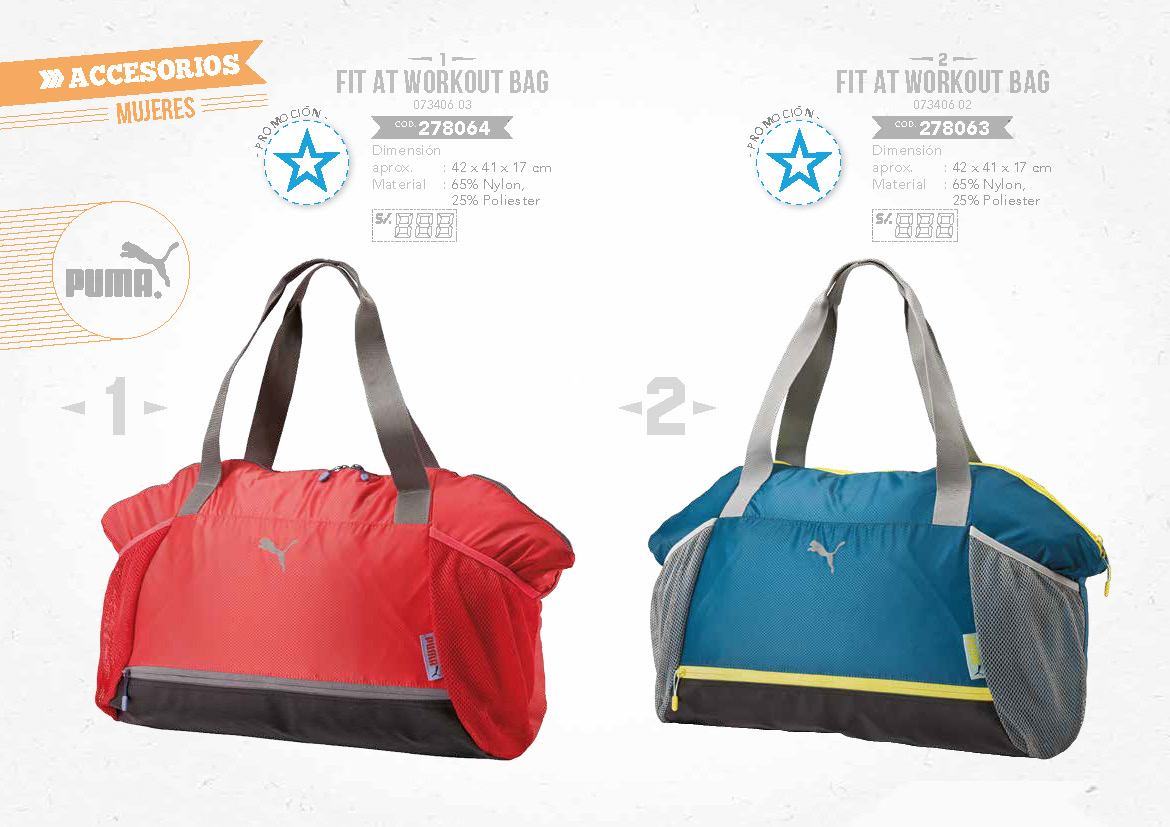 ACCESORIOS
MUJERES
PUMA.
1
FIT AT WORKOUT BAG
073406 03
- PROMOCIÓN -
COD. 278064
Dimensión
aprox. : 42 x 41 x 17 cm
Material : 65% Nylon,
25% Poliester
S/. 888
2
FIT AT WORKOUT BAG
073406 02
- PROMOCIÓN -
COD. 278063
Dimensión
aprox. : 42 x 41 x 17 cm
Material : 65% Nylon,
25% Poliester
S/. 888
1
PUMA
2